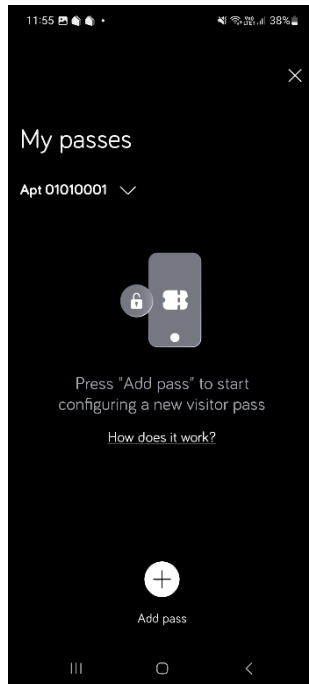 11:55 38%
My passes
Apt 01010001
Press "Add pass" to start
configuring a new visitor pass
How does it work?
Add pass